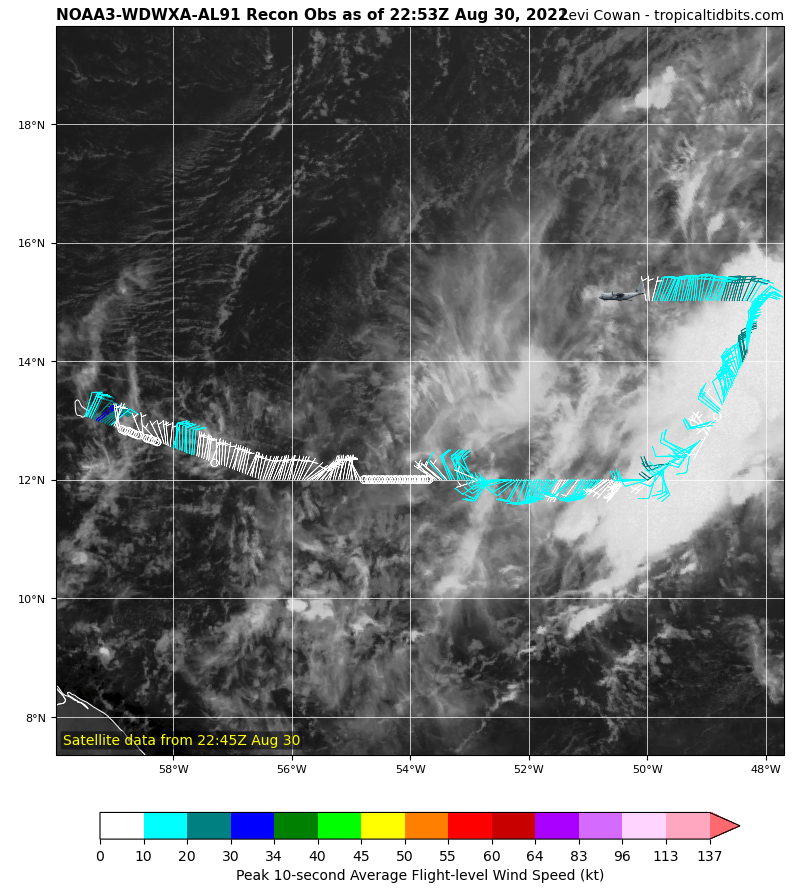 NOAA3-WDWXA-AL91 Recon Obs as of 22:53Z Aug 30, 2022 Levi Cowan - tropicaltidbits.com
18°N
16°N
14°N
12°N
10°N
8°N
Satellite data from 22:45Z Aug 30
58°W 56°W 54°W 52°W 50°W 48°W
0 10 20 30 34 40 45 50 55 60 64 83 96 113 137
Peak 10-second Average Flight-level Wind Speed (kt)